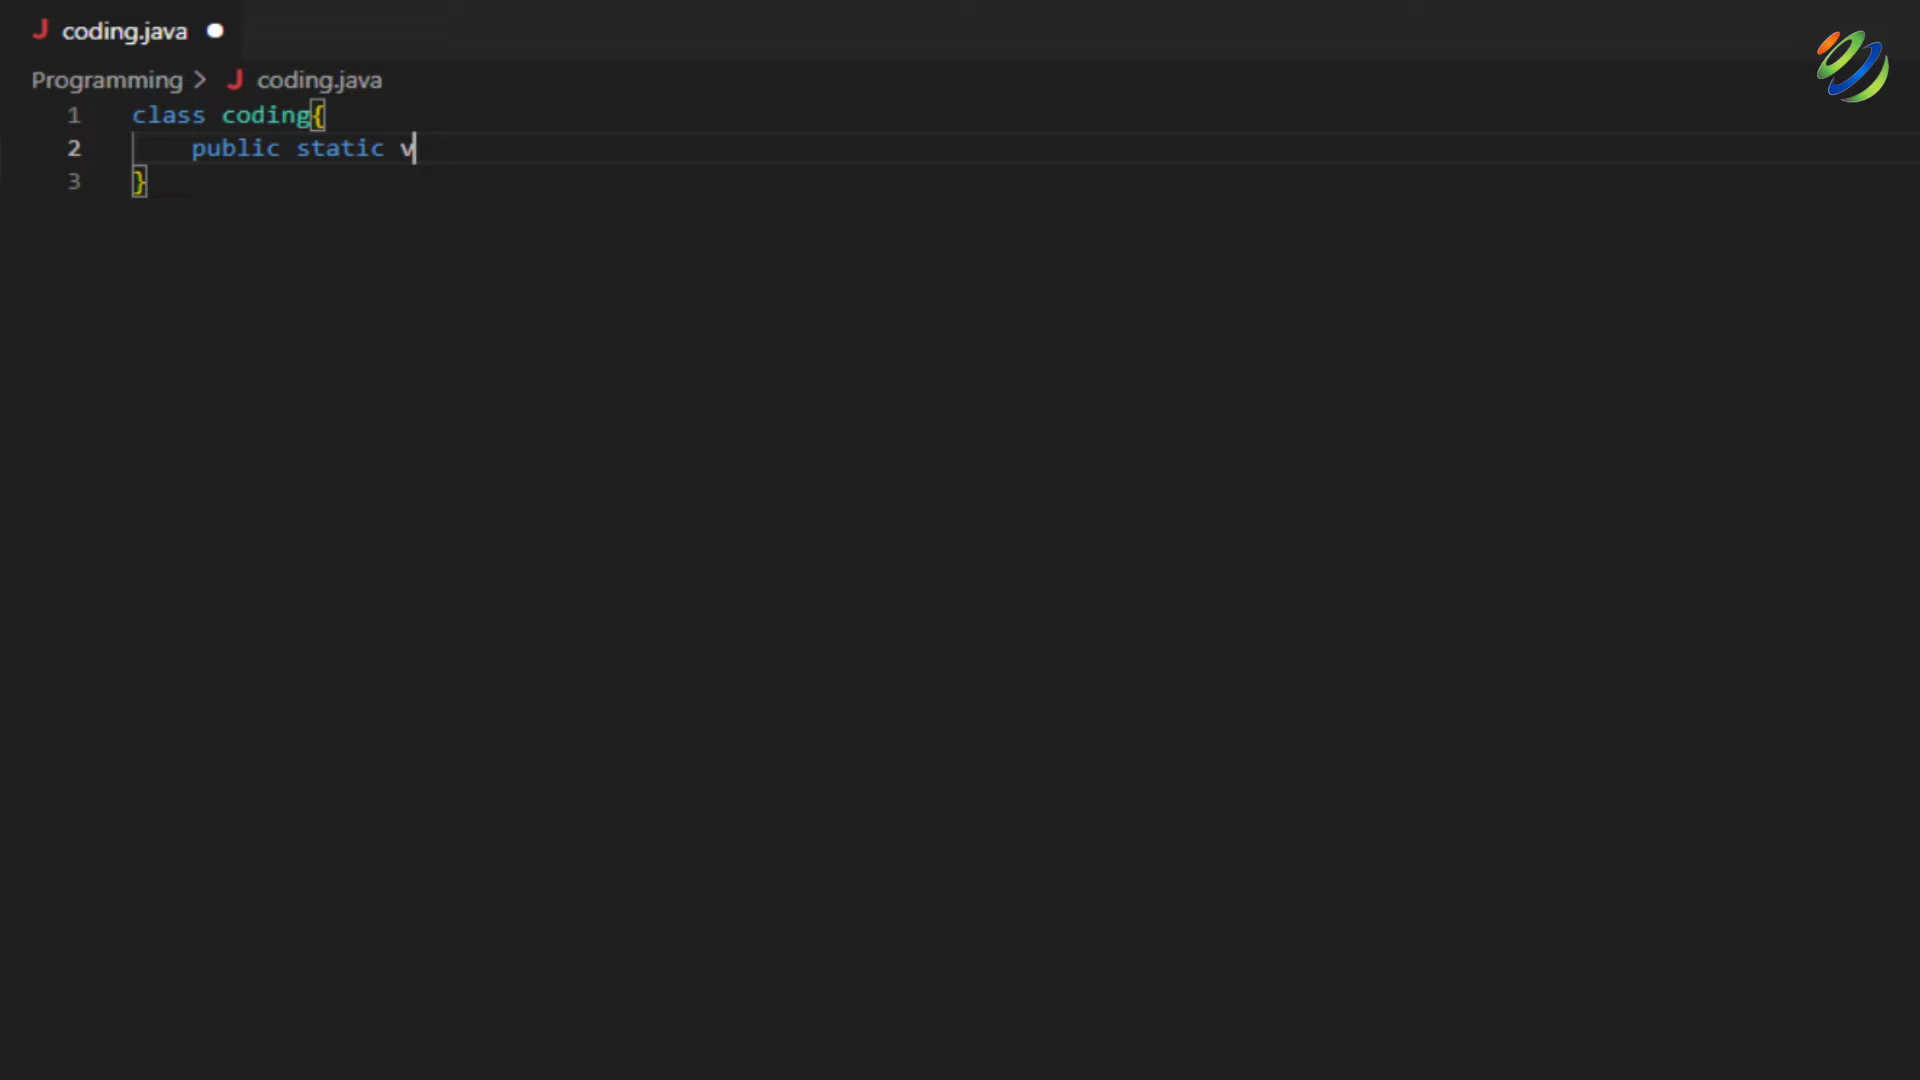 J coding.java
Programming > J coding.java
1 class coding{
2 public static v
3 }